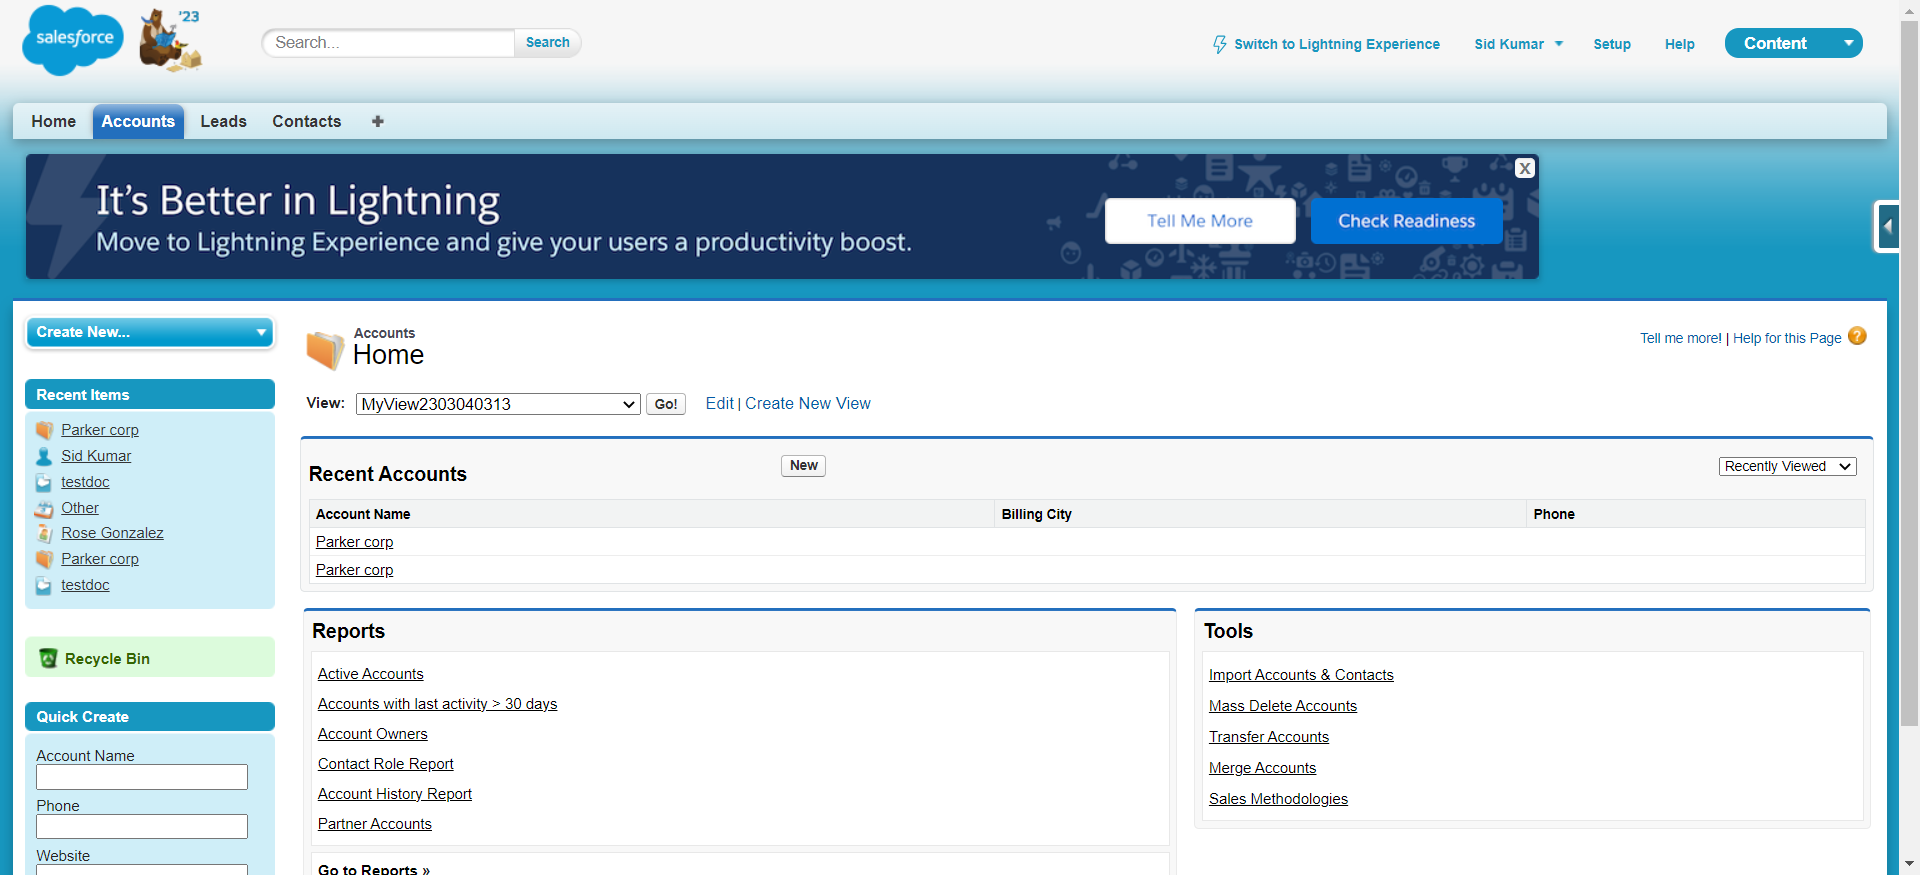 salesforce
'23
Search...
Search
Switch to Lightning Experience
Sid Kumar
Setup
Help
Content
Home
Accounts
Leads
Contacts
It's Better in Lightning
Move to Lightning Experience and give your users a productivity boost.
Tell Me More
Check Readiness
X
Create New...
Recent Items
Parker corp
Sid Kumar
testdoc
Other
Rose Gonzalez
Parker corp
testdoc
Recycle Bin
Quick Create
Account Name
Phone
Website
Accounts
Home
Tell me more! | Help for this Page
?
View: MyView2303040313 Go! Edit | Create New View
Recent Accounts
New
Recently Viewed
Account Name Billing City Phone
Parker corp
Parker corp
Reports
Active Accounts
Accounts with last activity > 30 days
Account Owners
Contact Role Report
Account History Report
Partner Accounts
Go to Reports »
Tools
Import Accounts & Contacts
Mass Delete Accounts
Transfer Accounts
Merge Accounts
Sales Methodologies